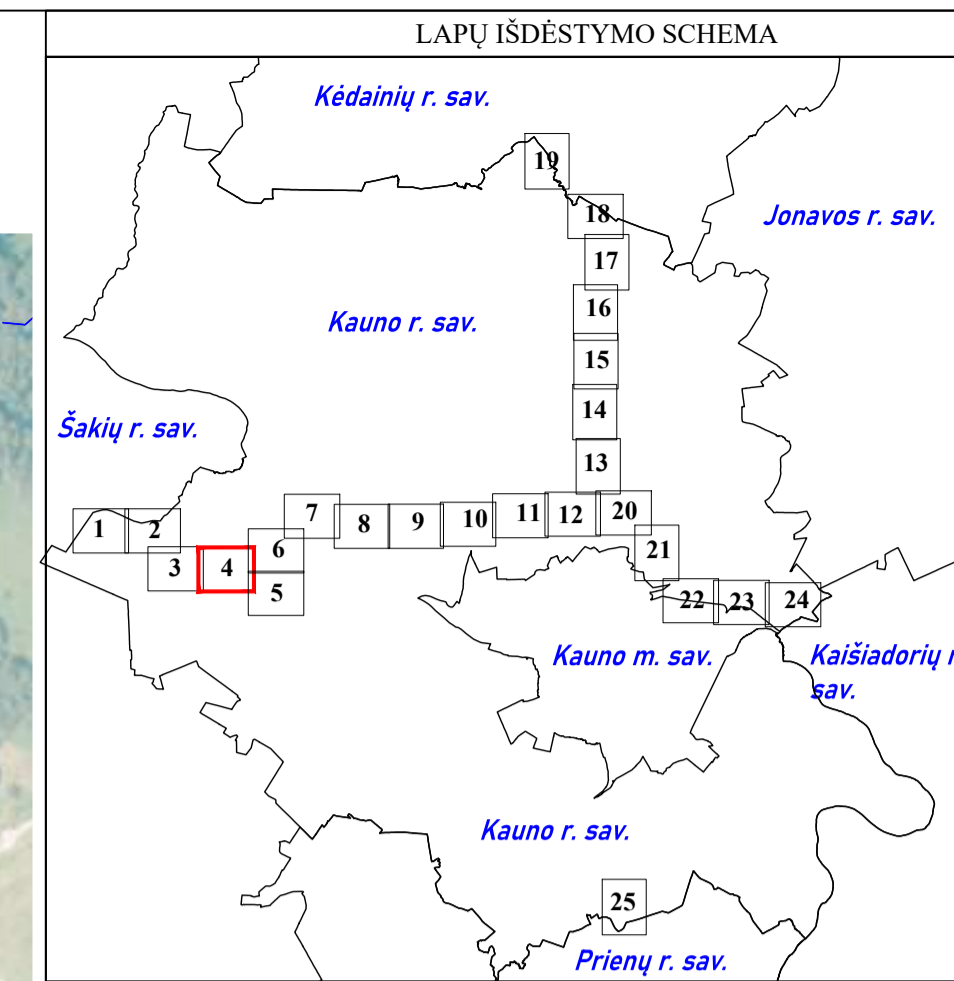 LAPŲ IŠDĖSTYMO SCHEMA
Kėdainių r. sav.
19
18
Jonavos r. sav.
17
16
Kauno r. sav.
15
14
Šakių r. sav.
13
7
8
9
10
11
12
20
1
2
6
21
3
4
5
22
23
24
Kauno m. sav.
Kaišiadorių r
sav.
Kauno r. sav.
25
Prienų r. sav.